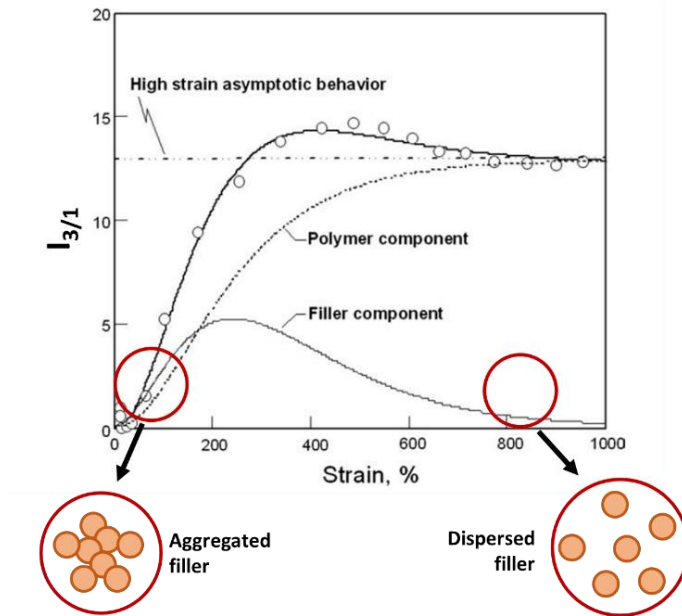 20
High strain asymptotic behavior
15
I3/1
10
Polymer component
Filler component
5
0
0
200
400
600
800
1000
Strain, %
Aggregated
filler
Dispersed
filler